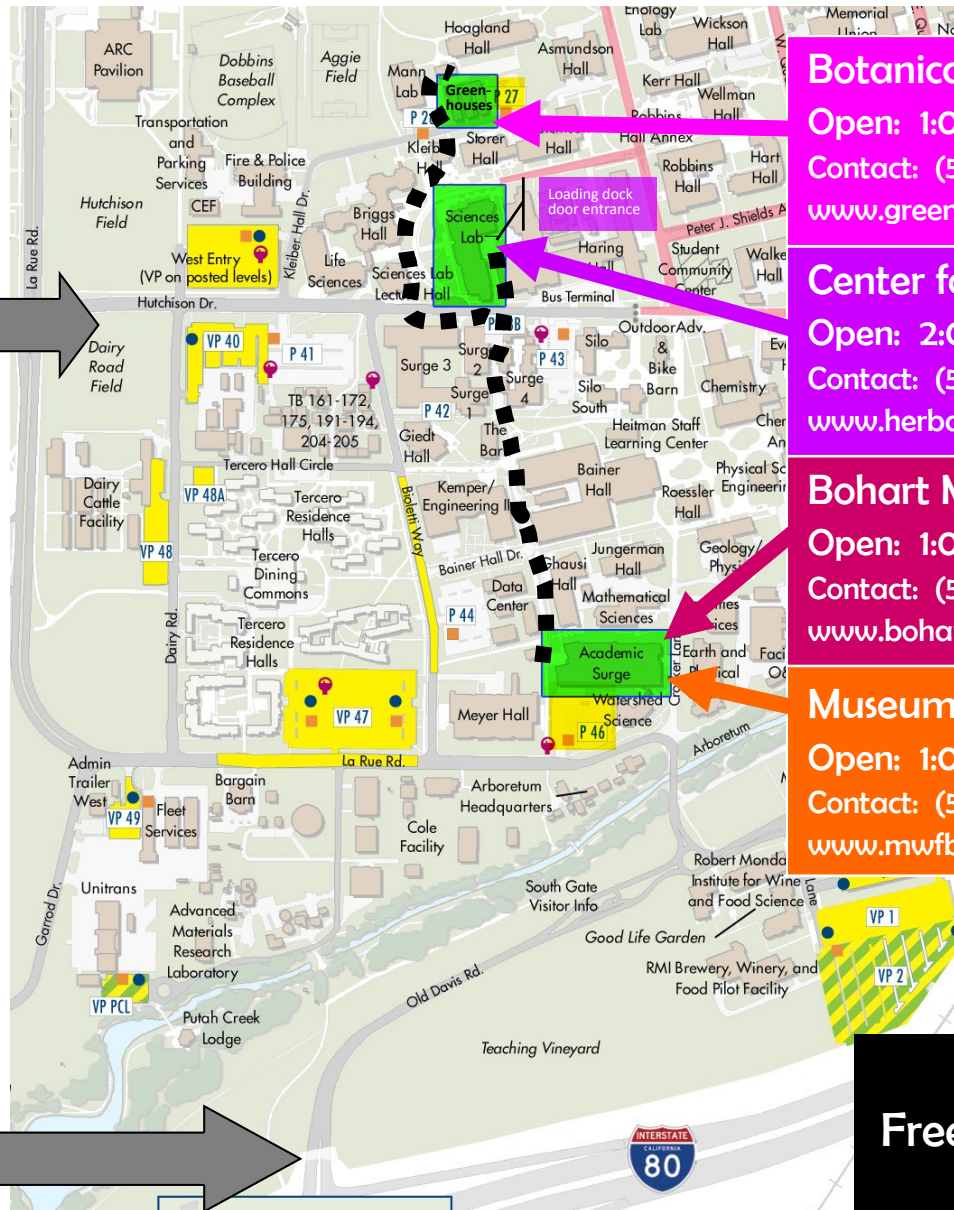 Hoagland
Hall
Enology
Lab
Wickson
Hall
Memorial
Union
ARC
Pavilion
Dobbins
Baseball
Complex
Aggie
Field
Asmundson
Hall
Mann
Lab
Green-
houses
P 27
Kerr Hall
Wellman
Hall
Transportation
and
Parking
Services
Fire & Police
Building
Storer
Hall
Hall
Robbins
Hall Annex
Robbins
Hall
Hart
Hall
Hutchison
Field
CEF
Kleiber Hall Dr.
Briggs
Hall
Sciences
Lab
Loading dock
door entrance
Peter J. Shields
La Rue Rd.
West Entry
(VP on posted levels)
Life
Sciences
Sciences Lab
Lecture Hall
Haring
Student
Community
Center
Hall
Hutchison Dr.
Bus Terminal
Dairy
Road
Field
VP 40
P 41
Surge 3
Surge
2
Surge
1
Surge
4
P 43
Silo
Outdoor Adv.
&
Bike
Barn
Silo
South
Chemistry
TB 161-172,
175, 191-194,
204-205
P 42
Giedt
Hall
The
Heitman Staff
Learning Center
Tercero Hall Circle
Dairy
Cattle
Facility
VP 48A
VP 48
Tercero
Residence
Halls
Bioletti Way
Kemper/
Engineering
Bainer
Hall
Roessler
Hall
Physical
Tercero
Dining
Commons
Bainer Hall Dr.
Jungerman
Hall
Geology/
Data
Center
Hall
Mathematical
Sciences
P 44
Dairy Rd.
Tercero
Residence
Halls
Academic
Surge
Earth and
VP 47
Meyer Hall
Watershed
Science
P 46
Arboretum
La Rue Rd.
Admin
Trailer
West
Bargain
Barn
Arboretum
Headquarters
VP 49
Fleet
Services
Cole
Facility
Garrod Dr.
Unitrans
Advanced
Materials
Research
Laboratory
South Gate
Visitor Info
Robert
Institute for Wine
and Food Science
Lane
Good Life Garden
VP 1
RMI Brewery, Winery, and
Food Pilot Facility
VP 2
Old Davis Rd.
VP PCL
Putah Creek
Lodge
Teaching Vineyard
INTERSTATE
CALIFORNIA
80
Open: 1:0
Contact: (5
www.green
Center fo
Open: 2:0
Contact: (5
www.herb
Bohart M
Open: 1:0
Contact: (5
www.boha
Museum
Open: 1:0
Contact: (5
www.mwfb
Free